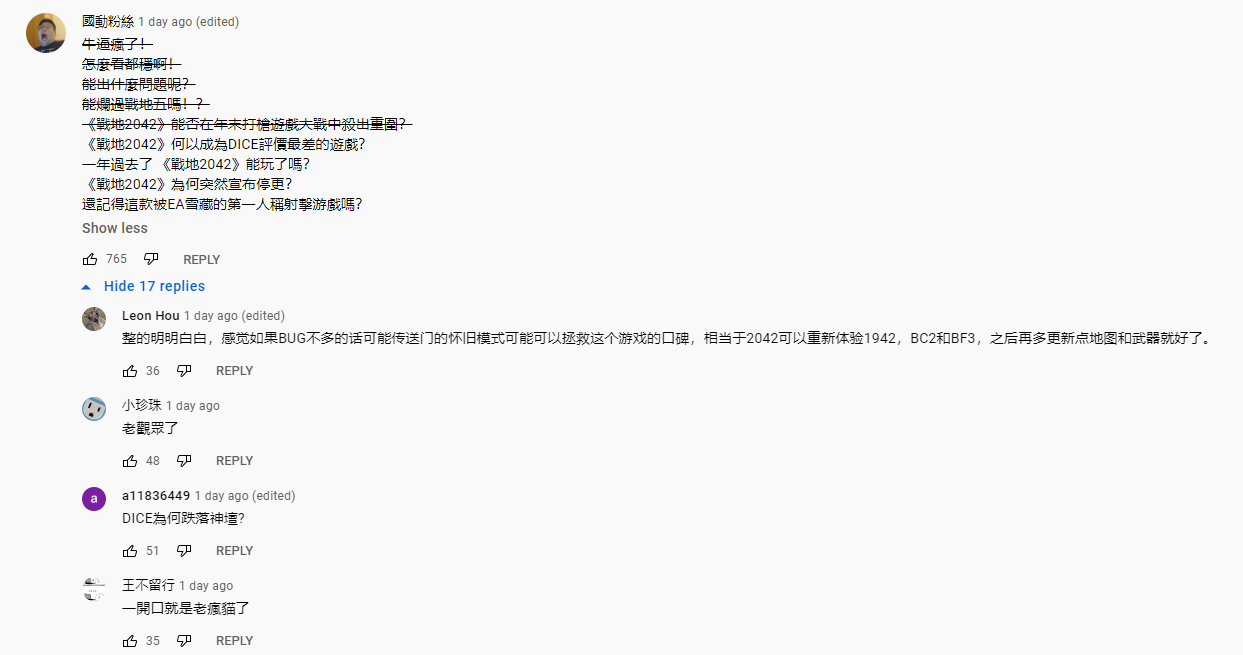 國動粉絲 1 day ago (edited)
牛逼瘋了！
怎麼看都穩啊！
能出什麼問題呢？
能爛過戰地五嗎！？
《戰地2042》能否在年末打槍遊戲大戰中殺出重圍？
《戰地2042》何以成為DICE評價最差的遊戲？
一年過去了 《戰地2042》能玩了嗎？
《戰地2042》為何突然宣布停更？
還記得這款被EA雪藏的第一人稱射擊游戲嗎？
Show less
765 REPLY
Hide 17 replies
Leon Hou 1 day ago (edited)
整的明明白白，感觉如果BUG不多的话可能传送门的怀旧模式可能可以拯救这个游戏的口碑，相当于2042可以重新体验1942，BC2和BF3，之后再多更新点地图和武器就好了。
36 REPLY
小珍珠 1 day ago
老觀眾了
48 REPLY
a
a11836449 1 day ago (edited)
DICE為何跌落神壇？
51 REPLY
王不留行 1 day ago
一開口就是老瘋貓了
35 REPLY